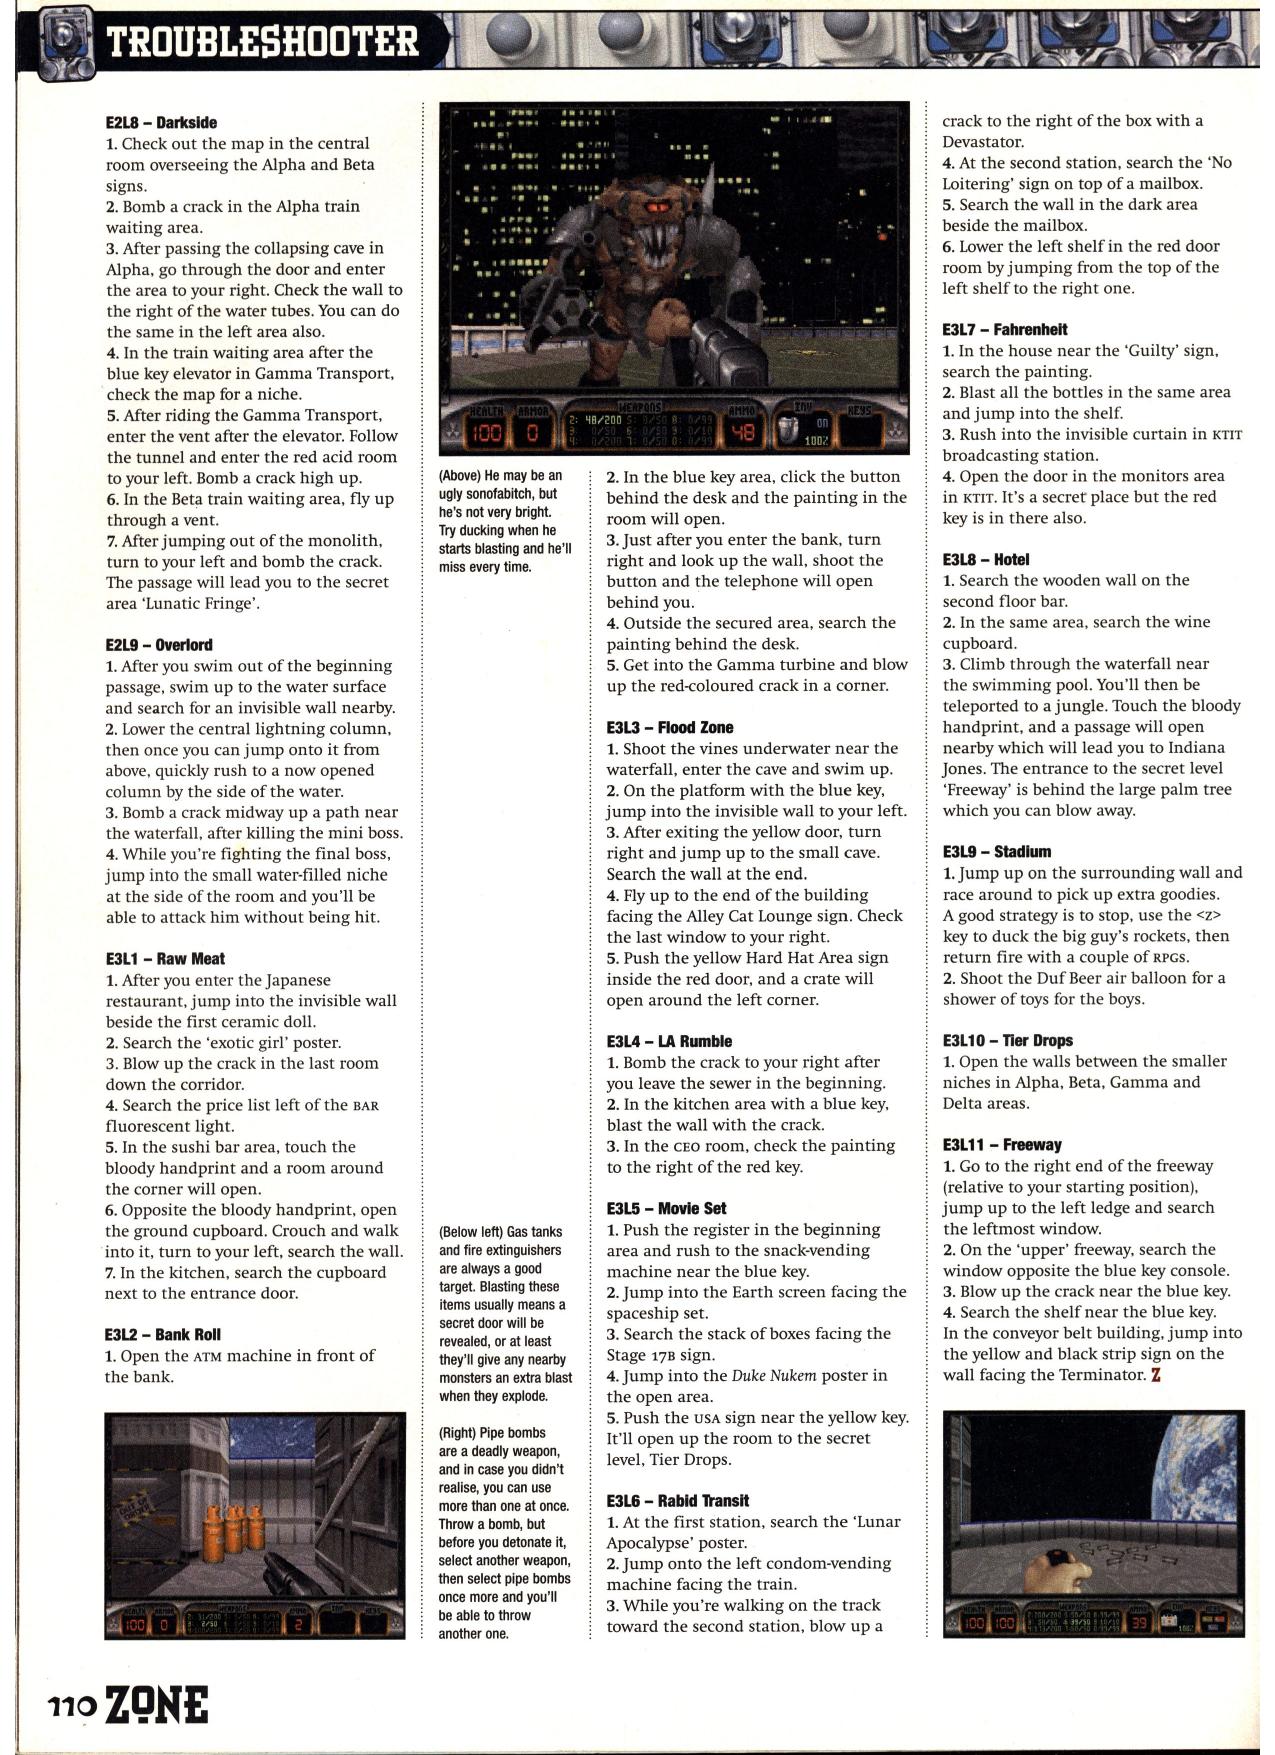 TROUBLESHOOTER
E2L8 – Darkside
1. Check out the map in the central
room overseeing the Alpha and Beta
signs.
2. Bomb a crack in the Alpha train
waiting area.
3. After passing the collapsing cave in
Alpha, go through the door and enter
the area to your right. Check the wall to
the right of the water tubes. You can do
the same in the left area also.
4. In the train waiting area after the
blue key elevator in Gamma Transport,
check the map for a niche.
5. After riding the Gamma Transport,
enter the vent after the elevator. Follow
the tunnel and enter the red acid room
to your left. Bomb a crack high up.
6. In the Beta train waiting area, fly up
through a vent.
7. After jumping out of the monolith,
turn to your left and bomb the crack.
The passage will lead you to the secret
area ‘Lunatic Fringe’.
E2L9 – Overlord
1. After you swim out of the beginning
passage, swim up to the water surface
and search for an invisible wall nearby.
2. Lower the central lightning column,
then once you can jump onto it from
above, quickly rush to a now opened
column by the side of the water.
3. Bomb a crack midway up a path near
the waterfall, after killing the mini boss.
4. While you’re fighting the final boss,
jump into the small water-filled niche
at the side of the room and you’ll be
able to attack him without being hit.
E3L1 – Raw Meat
1. After you enter the Japanese
restaurant, jump into the invisible wall
beside the first ceramic doll.
2. Search the ‘exotic girl’ poster.
3. Blow up the crack in the last room
down the corridor.
4. Search the price list left of the BAR
fluorescent light.
5. In the sushi bar area, touch the
bloody handprint and a room around
the corner will open.
6. Opposite the bloody handprint, open
the ground cupboard. Crouch and walk
into it, turn to your left, search the wall.
7. In the kitchen, search the cupboard
next to the entrance door.
E3L2 – Bank Roll
1. Open the ATM machine in front of
the bank.
HEALTH ARMOR WEAPONS AMMO INV KEYS
100 0 48 ON 100%
(Above) He may be an
ugly sonofabitch, but
he’s not very bright.
Try ducking when he
starts blasting and he’ll
miss every time.
(Below left) Gas tanks
and fire extinguishers
are always a good
target. Blasting these
items usually means a
secret door will be
revealed, or at least
they’ll give any nearby
monsters an extra blast
when they explode.
(Right) Pipe bombs
are a deadly weapon,
and in case you didn’t
realise, you can use
more than one at once.
Throw a bomb, but
before you detonate it,
select another weapon,
then select pipe bombs
once more and you’ll
be able to throw
another one.
2. In the blue key area, click the button
behind the desk and the painting in the
room will open.
3. Just after you enter the bank, turn
right and look up the wall, shoot the
button and the telephone will open
behind you.
4. Outside the secured area, search the
painting behind the desk.
5. Get into the Gamma turbine and blow
up the red-coloured crack in a corner.
E3L3 – Flood Zone
1. Shoot the vines underwater near the
waterfall, enter the cave and swim up.
2. On the platform with the blue key,
jump into the invisible wall to your left.
3. After exiting the yellow door, turn
right and jump up to the small cave.
Search the wall at the end.
4. Fly up to the end of the building
facing the Alley Cat Lounge sign. Check
the last window to your right.
5. Push the yellow Hard Hat Area sign
inside the red door, and a crate will
open around the left corner.
E3L4 – LA Rumble
1. Bomb the crack to your right after
you leave the sewer in the beginning.
2. In the kitchen area with a blue key,
blast the wall with the crack.
3. In the CEO room, check the painting
to the right of the red key.
E3L5 – Movie Set
1. Push the register in the beginning
area and rush to the snack-vending
machine near the blue key.
2. Jump into the Earth screen facing the
spaceship set.
3. Search the stack of boxes facing the
Stage 17B sign.
4. Jump into the Duke Nukem poster in
the open area.
5. Push the USA sign near the yellow key.
It’ll open up the room to the secret
level, Tier Drops.
E3L6 – Rabid Transit
1. At the first station, search the ‘Lunar
Apocalypse’ poster.
2. Jump onto the left condom-vending
machine facing the train.
3. While you’re walking on the track
toward the second station, blow up a
crack to the right of the box with a
Devastator.
4. At the second station, search the ‘No
Loitering’ sign on top of a mailbox.
5. Search the wall in the dark area
beside the mailbox.
6. Lower the left shelf in the red door
room by jumping from the top of the
left shelf to the right one.
E3L7 – Fahrenheit
1. In the house near the ‘Guilty’ sign,
search the painting.
2. Blast all the bottles in the same area
and jump into the shelf.
3. Rush into the invisible curtain in KTIT
broadcasting station.
4. Open the door in the monitors area
in KTIT. It’s a secret place but the red
key is in there also.
E3L8 – Hotel
1. Search the wooden wall on the
second floor bar.
2. In the same area, search the wine
cupboard.
3. Climb through the waterfall near
the swimming pool. You’ll then be
teleported to a jungle. Touch the bloody
handprint, and a passage will open
nearby which will lead you to Indiana
Jones. The entrance to the secret level
‘Freeway’ is behind the large palm tree
which you can blow away.
E3L9 – Stadium
1. Jump up on the surrounding wall and
race around to pick up extra goodies.
A good strategy is to stop, use the <Z>
key to duck the big guy’s rockets, then
return fire with a couple of RPGS.
2. Shoot the Duf Beer air balloon for a
shower of toys for the boys.
E3L10 – Tier Drops
1. Open the walls between the smaller
niches in Alpha, Beta, Gamma and
Delta areas.
E3L11 – Freeway
1. Go to the right end of the freeway
(relative to your starting position),
jump up to the left ledge and search
the leftmost window.
2. On the ‘upper’ freeway, search the
window opposite the blue key console.
3. Blow up the crack near the blue key.
4. Search the shelf near the blue key.
In the conveyor belt building, jump into
the yellow and black strip sign on the
wall facing the Terminator. Z
100 0 2
100 100 39
110 ZONE